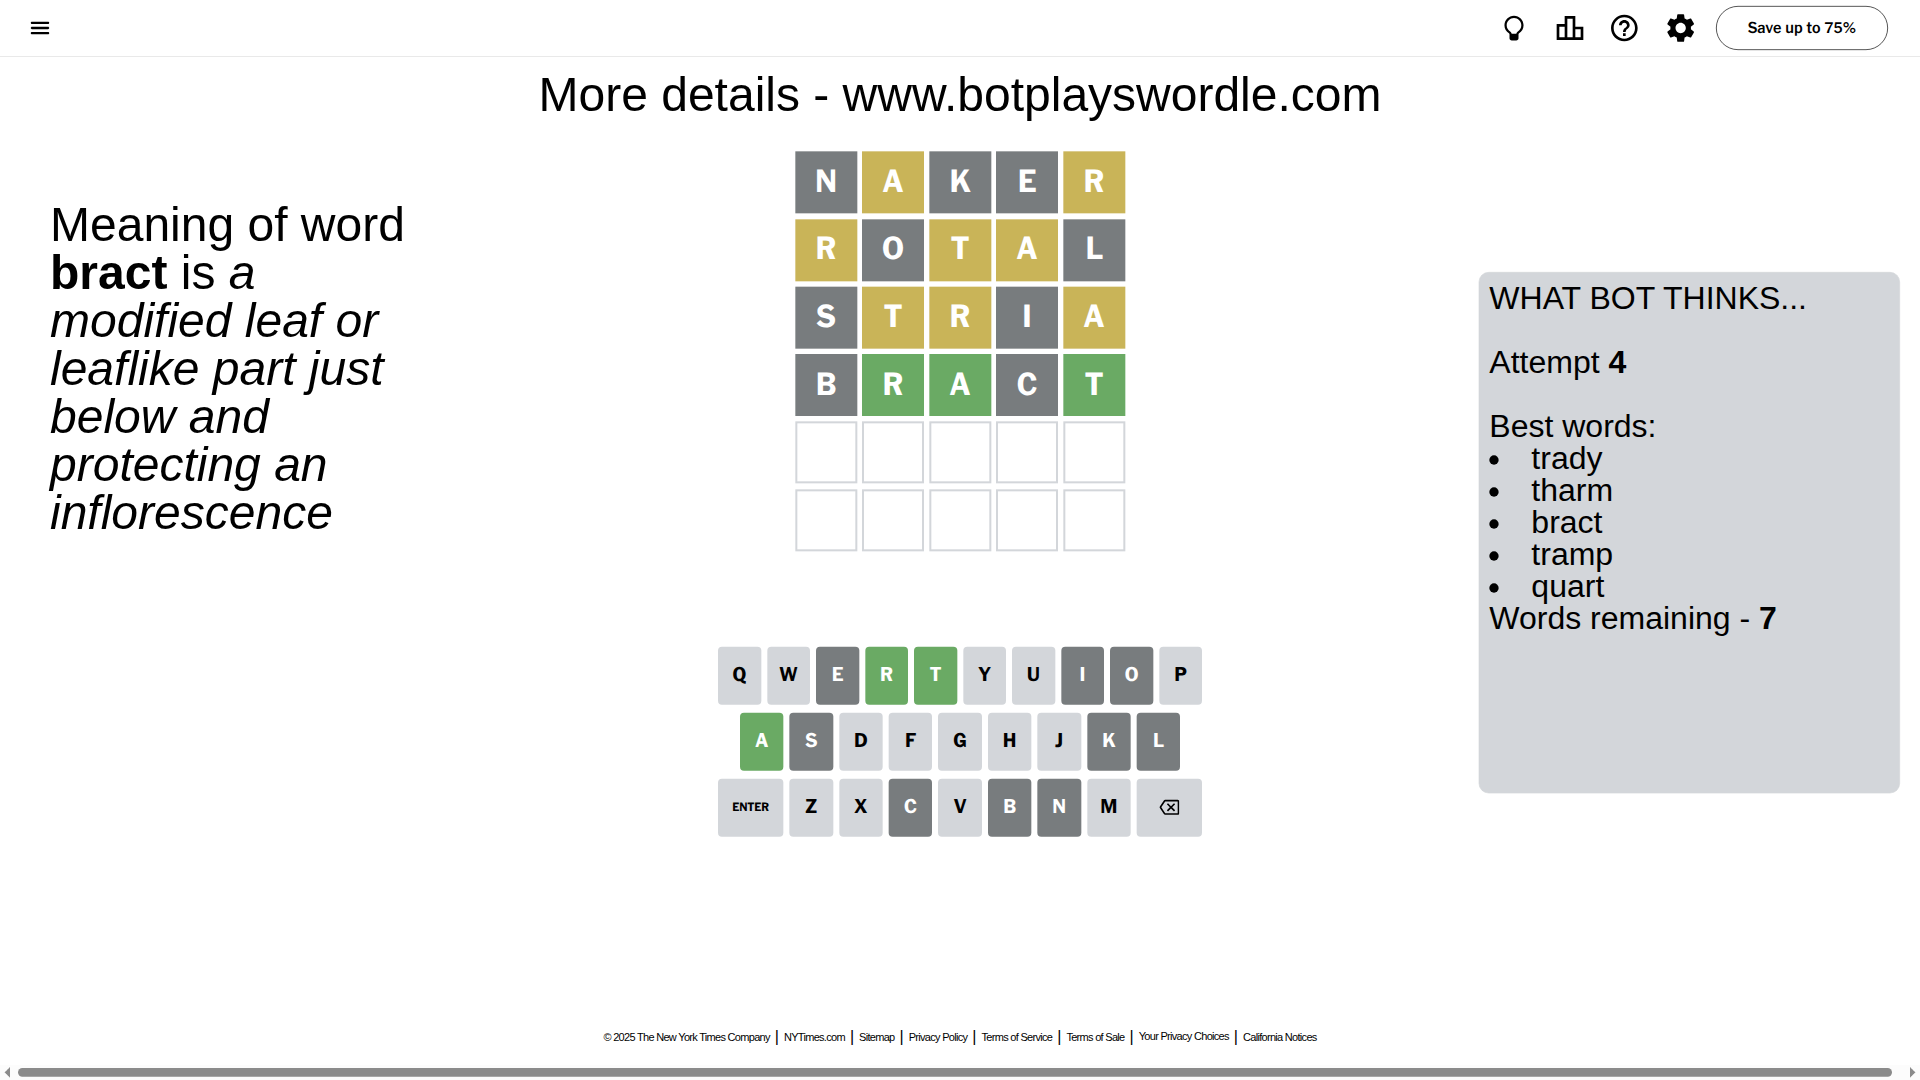 Save up to 75%
More details - www.botplayswordle.com
Meaning of word
bract is a
modified leaf or
leaflike part just
below and
protecting an
inflorescence
N A K E R
R O T A L
S T R I A
B R A C T
WHAT BOT THINKS...
Attempt 4
Best words:
• trady
• tharm
• bract
• tramp
• quart
Words remaining - 7
Q W E R T Y U I O P
A S D F G H J K L
ENTER Z X C V B N M
© 2025 The New York Times Company | NYTimes.com | Sitemap | Privacy Policy | Terms of Service | Terms of Sale | Your Privacy Choices | California Notices